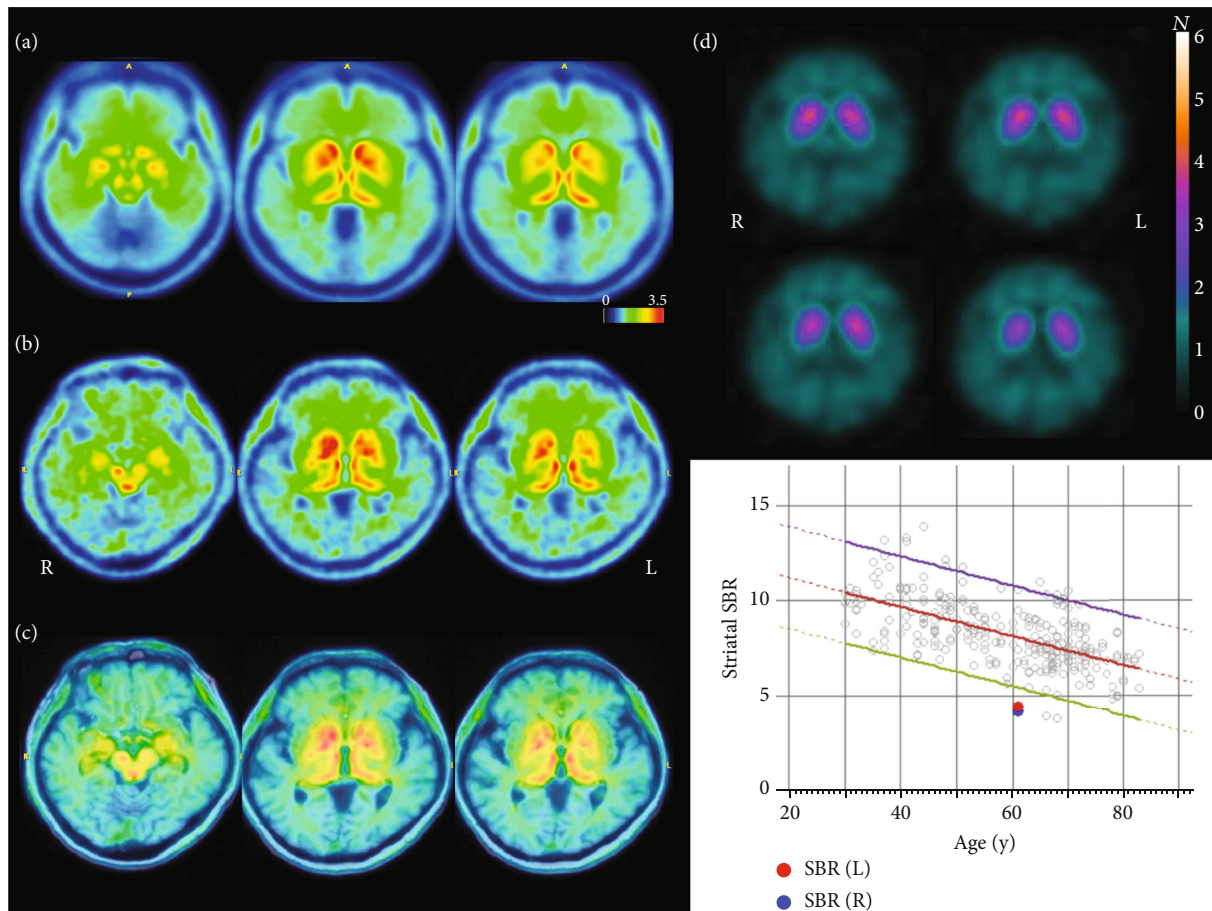 (a)
A
A
A
P
0 3.5
(b)
R L R L R L
R L
(c)
R L R L R L
(d)
N
6
5
4
3
2
1
0
R L
15
10
5
0
Striatal SBR
20 40 60 80
Age (y)
SBR (L)
SBR (R)